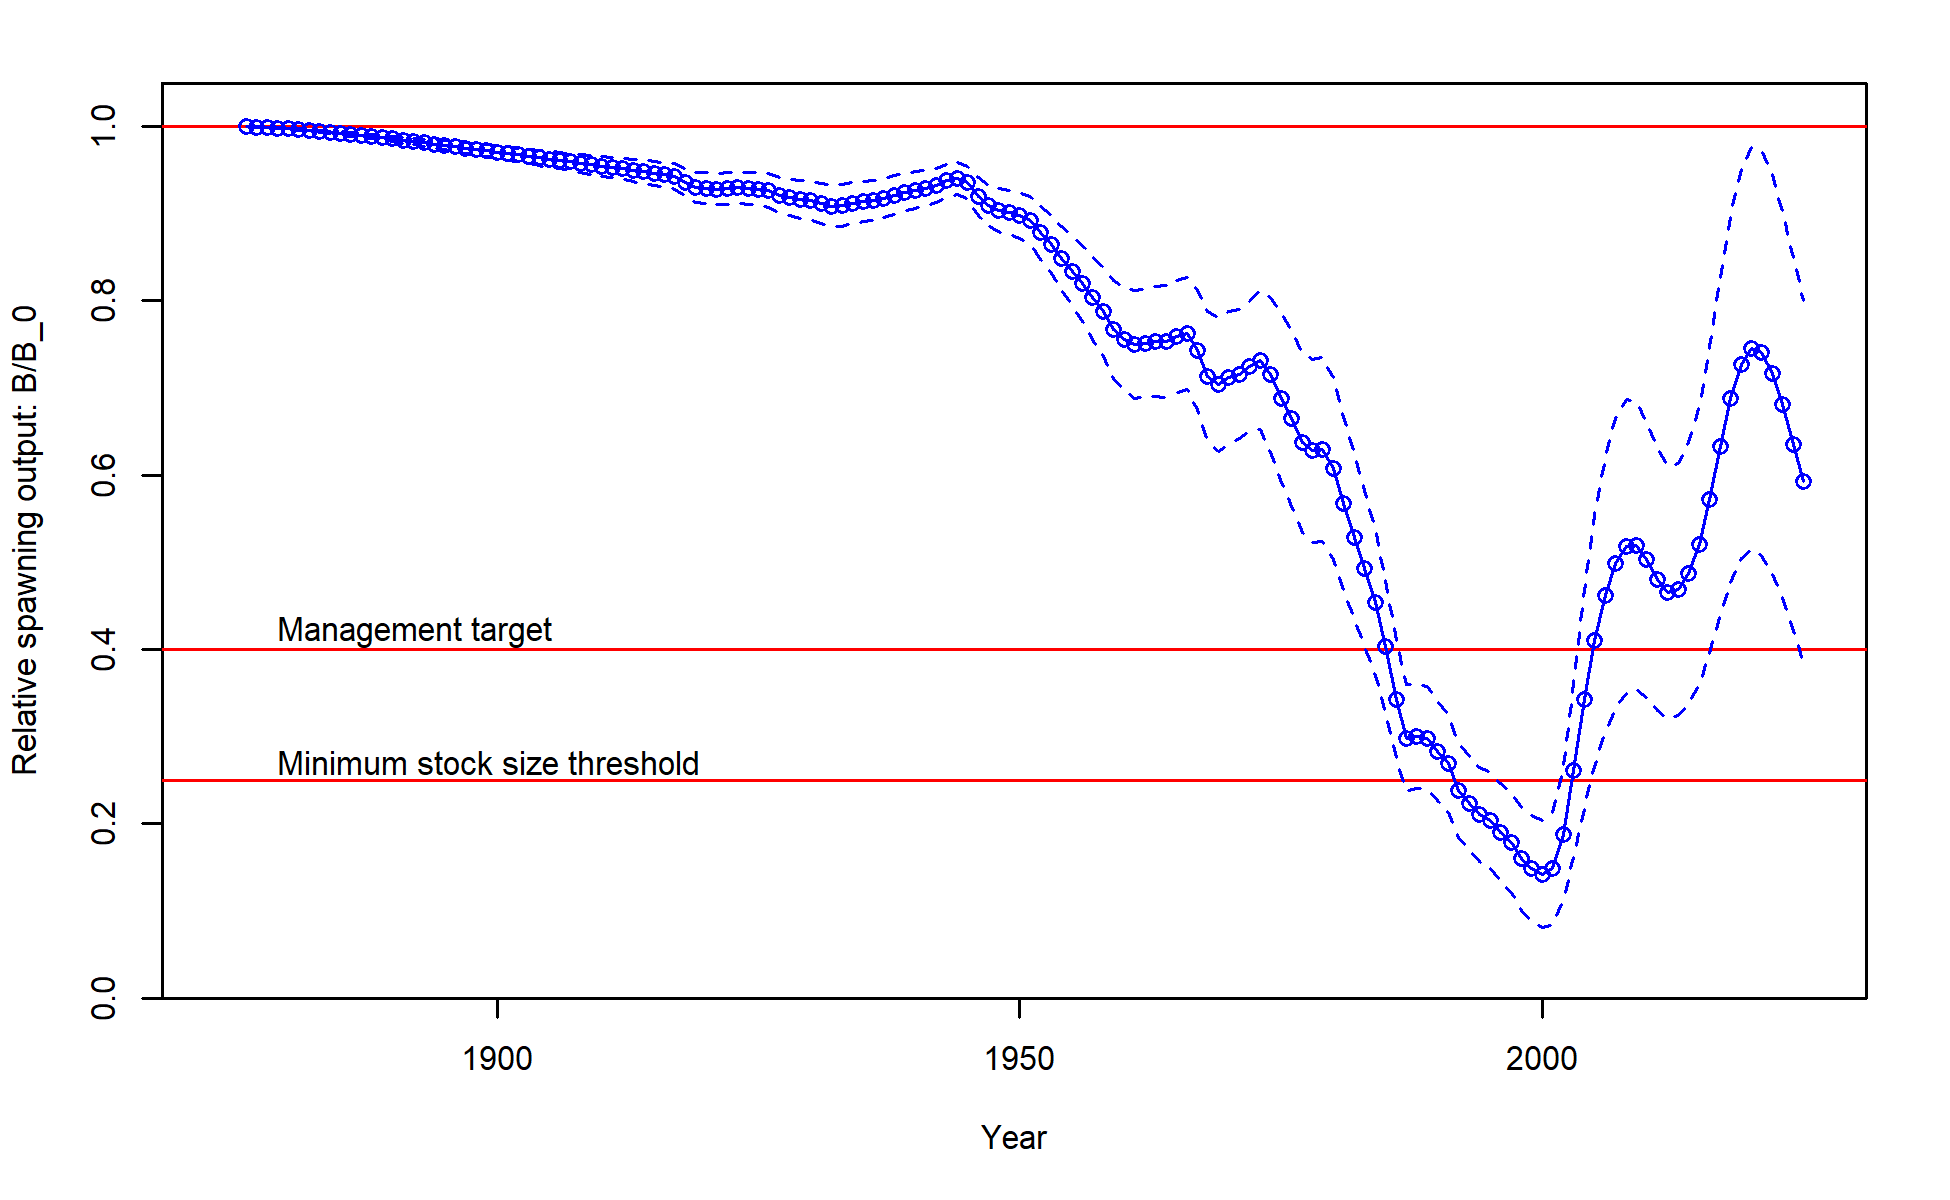 Relative spawning output: B/B_0
1.0
0.8
0.6
0.4
0.2
0.0
Management target
Minimum stock size threshold
1900
1950
2000
Year